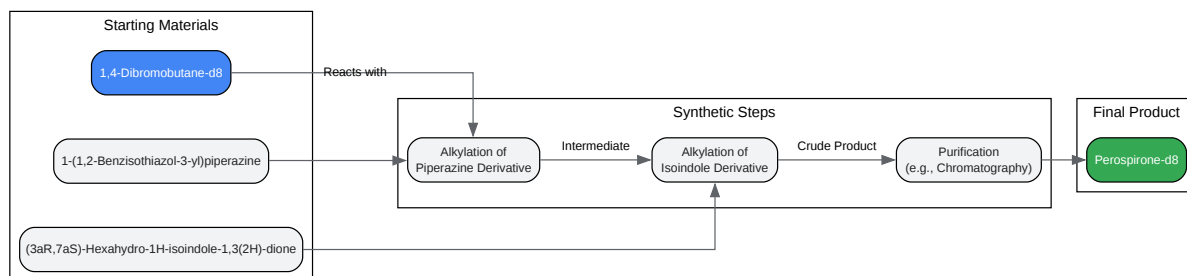 Starting Materials
1,4-Dibromobutane-d8
Reacts with
Synthetic Steps
Final Product
1-(1,2-Benzisothiazol-3-yl)piperazine
Alkylation of
Piperazine Derivative
Intermediate
Alkylation of
Isoindole Derivative
Crude Product
Purification
(e.g., Chromatography)
Perospirone-d8
(3aR,7aS)-Hexahydro-1H-isoindole-1,3(2H)-dione